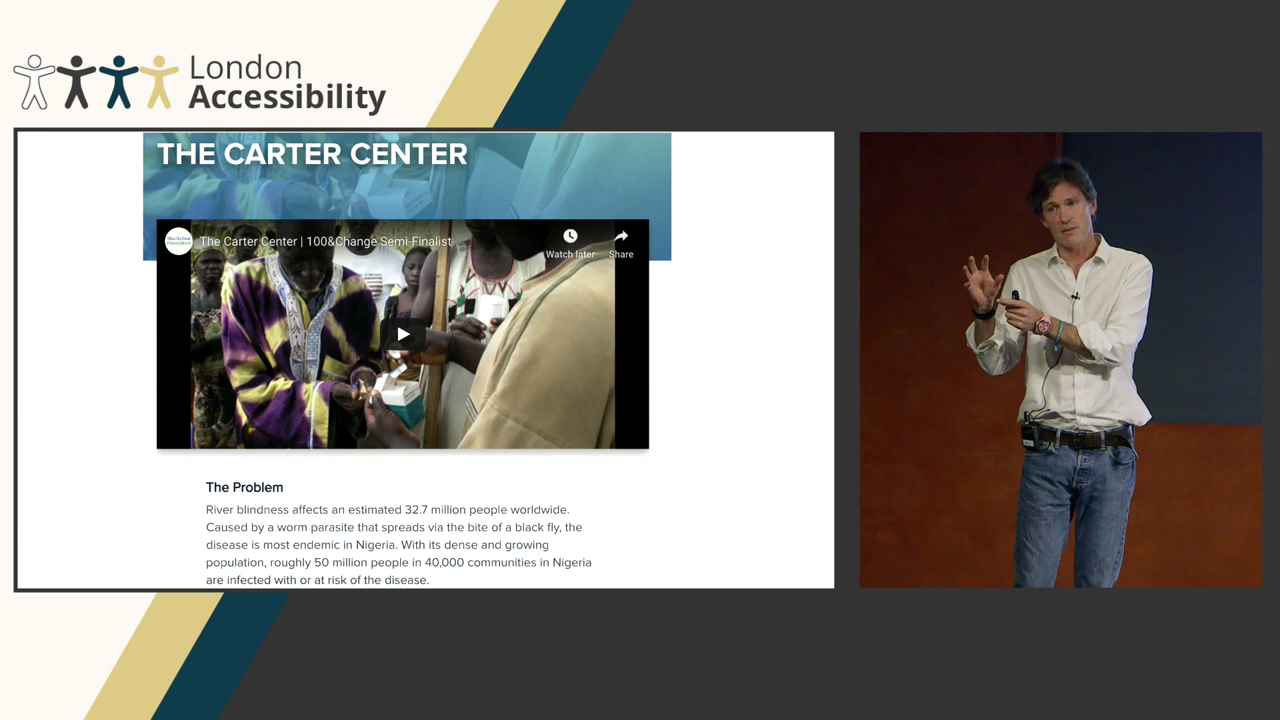 London
Accessibility
THE CARTER CENTER
MacArthur
Foundation
The Carter Center | 100&Change Semi-Finalist
Watch later
Share
The Problem
River blindness affects an estimated 32.7 million people worldwide.
Caused by a worm parasite that spreads via the bite of a black fly, the
disease is most endemic in Nigeria. With its dense and growing
population, roughly 50 million people in 40,000 communities in Nigeria
are infected with or at risk of the disease.